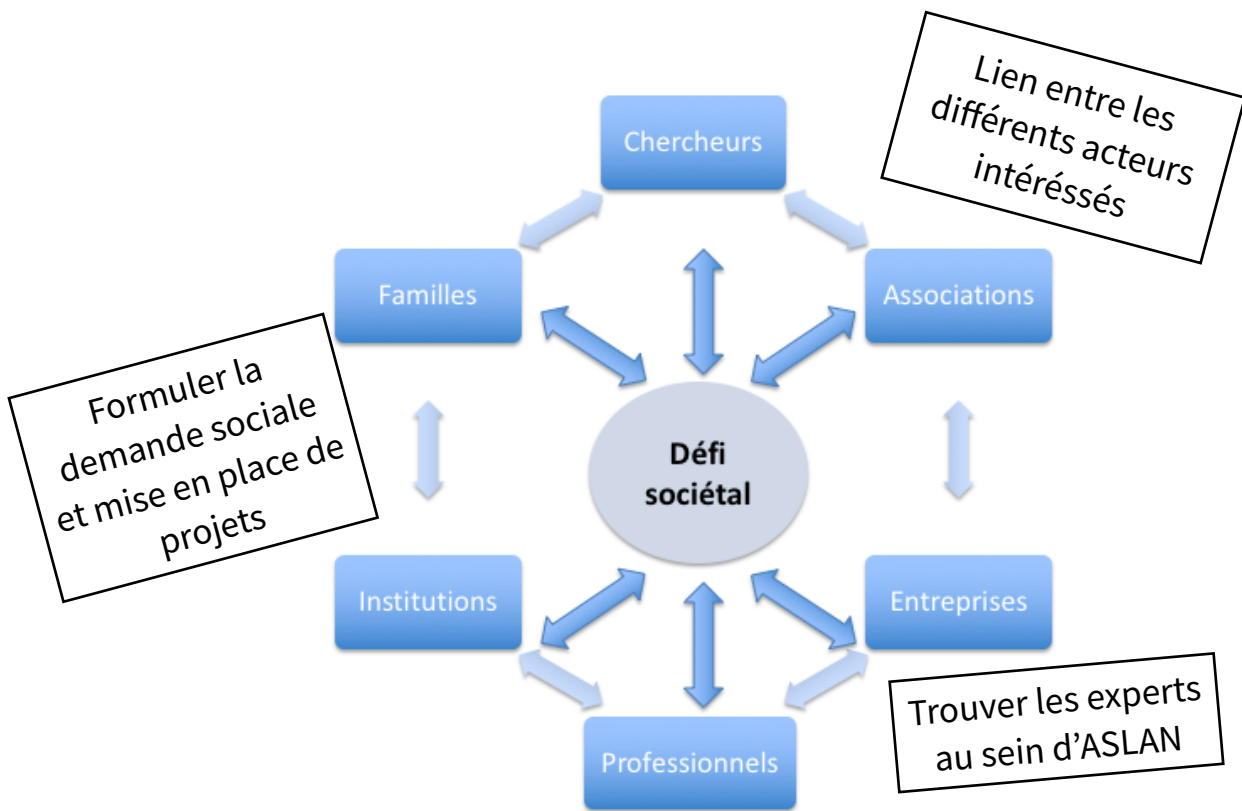 Lien entre les
différents acteurs
intéréssés
Chercheurs
Familles
Associations
Formuler la
demande sociale
et mise en place de
projets
Défi
sociétal
Institutions
Entreprises
Professionnels
Trouver les experts
au sein d’ASLAN